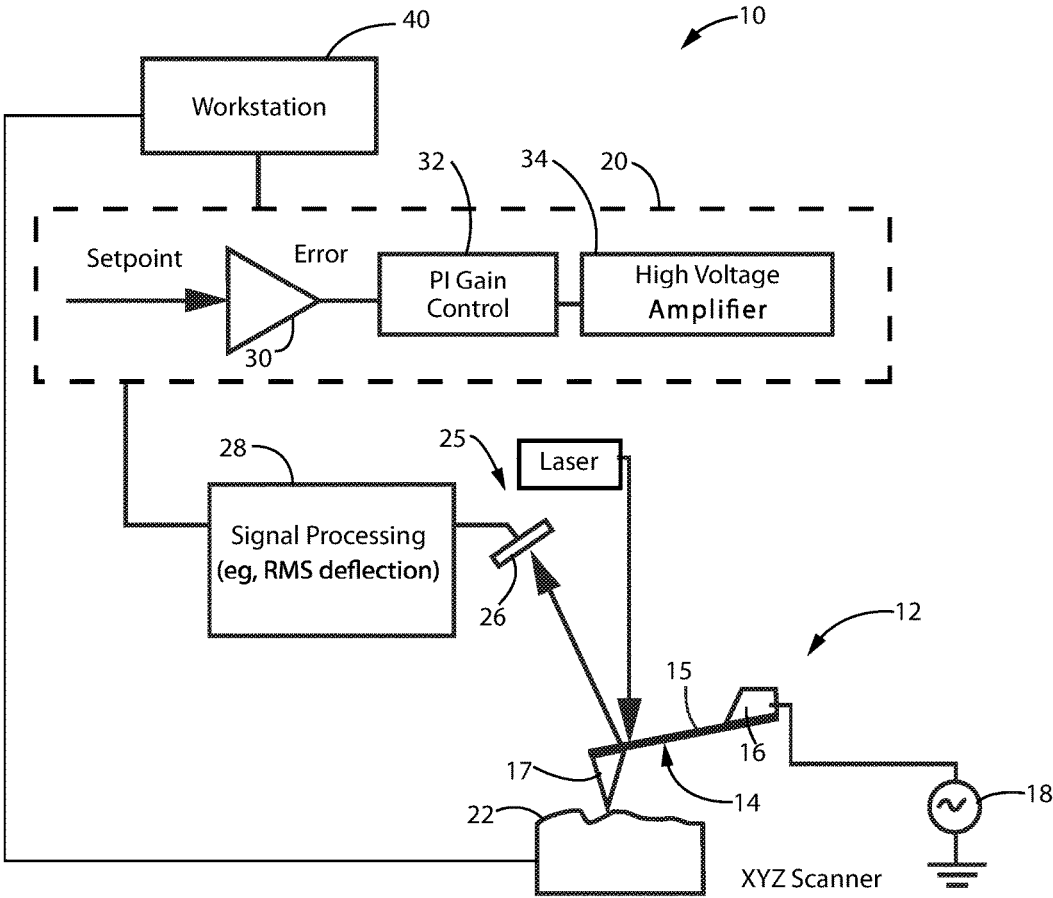 40
10
Workstation
32
34
20
Setpoint
Error
PI Gain
Control
High Voltage
Amplifier
30
28
25
Laser
Signal Processing
(eg, RMS deflection)
26
12
15
16
17
14
18
22
XYZ Scanner